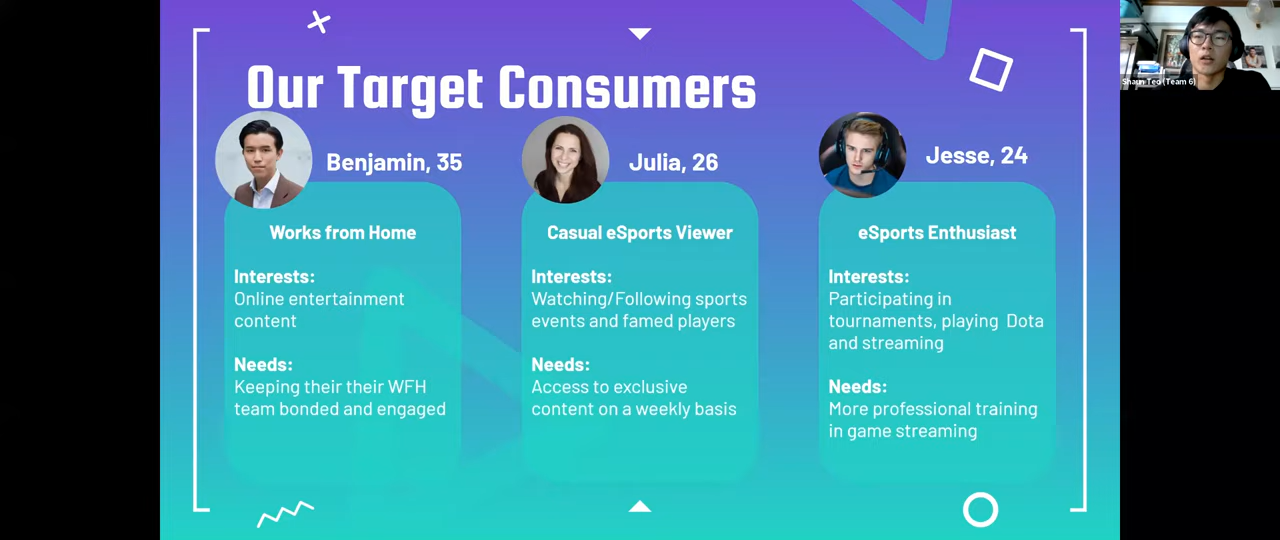 Our Target Consumers
Shaun Teo (Team 6)
Benjamin, 35
Works from Home
Interests:
Online entertainment
content
Needs:
Keeping their their WFH
team bonded and engaged
Julia, 26
Casual eSports Viewer
Interests:
Watching/Following sports
events and famed players
Needs:
Access to exclusive
content on a weekly basis
Jesse, 24
eSports Enthusiast
Interests:
Participating in
tournaments, playing Dota
and streaming
Needs:
More professional training
in game streaming